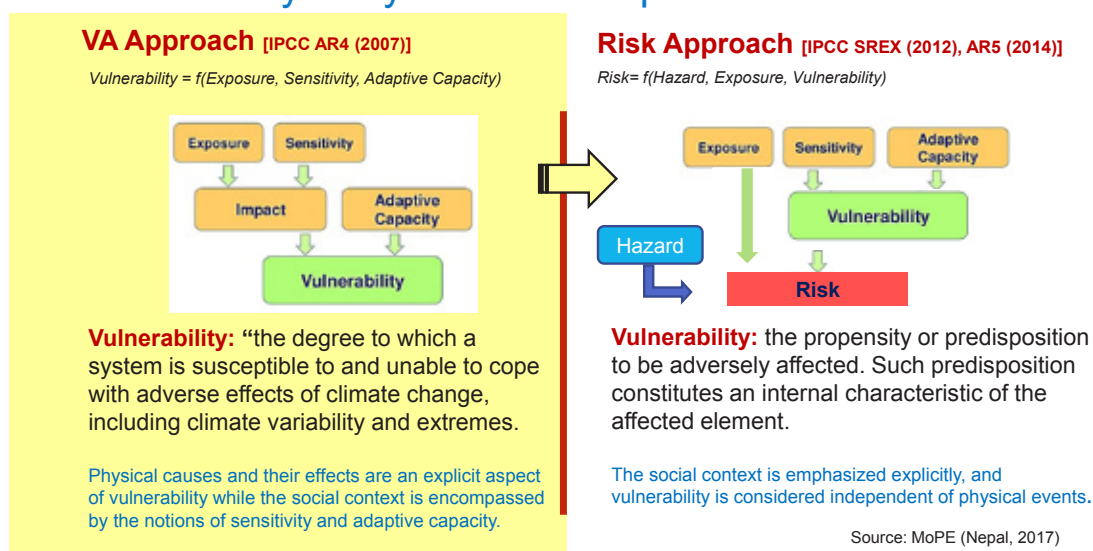 VA Approach [IPCC AR4 (2007)]
Vulnerability = f(Exposure, Sensitivity, Adaptive Capacity)
Exposure
Sensitivity
Impact
Adaptive
Capacity
Vulnerability
Vulnerability: “the degree to which a
system is susceptible to and unable to cope
with adverse effects of climate change,
including climate variability and extremes.
Physical causes and their effects are an explicit aspect
of vulnerability while the social context is encompassed
by the notions of sensitivity and adaptive capacity.
Risk Approach [IPCC SREX (2012), AR5 (2014)]
Risk= f(Hazard, Exposure, Vulnerability)
Exposure
Sensitivity
Adaptive
Capacity
Vulnerability
Hazard
Risk
Vulnerability: the propensity or predisposition
to be adversely affected. Such predisposition
constitutes an internal characteristic of the
affected element.
The social context is emphasized explicitly, and
vulnerability is considered independent of physical events.
Source: MoPE (Nepal, 2017)